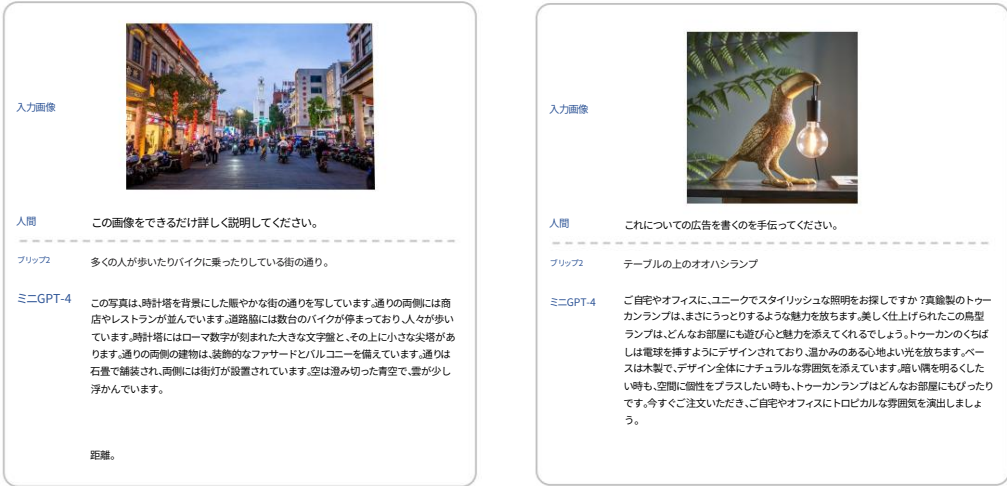 入力画像
人間
この画像をできるだけ詳しく説明してください。
ブリップ2
多くの人が歩いたりバイクに乗ったりしている街の通り。
ミニGPT-4
この写真は、時計塔を背景にした賑やかな街の通りを写しています。通りの両側には商
店やレストランが並んでいます。道路脇には数台のバイクが停まっており、人々が歩い
ています。時計塔にはローマ数字が刻まれた大きな文字盤と、その上に小さな尖塔があ
ります。通りの両側の建物は、装飾的なファサードとバルコニーを備えています。通りは
石畳で舗装され、両側には街灯が設置されています。空は澄み切った青空で、雲が少し
浮かんでいます。
距離。
入力画像
人間
これについての広告を書くのを手伝ってください。
ブリップ2
テーブルの上のオオハシランプ
ミニGPT-4
ご自宅やオフィスに、ユニークでスタイリッシュな照明をお探しですか？真鍮製のトゥー
カンランプは、まさにうっとりするような魅力を放ちます。美しく仕上げられたこの鳥型
ランプは、どんなお部屋にも遊び心と魅力を添えてくれるでしょう。トゥーカンのくちば
しは電球を挿すようにデザインされており、温かみのある心地よい光を放ちます。ベー
スは木製で、デザイン全体にナチュラルな雰囲気を添えています。暗い隅を明るくした
い時も、空間に個性をプラスしたい時も、トゥーカンランプはどんなお部屋にもぴったり
です。今すぐご注文いただき、ご自宅やオフィスにトロピカルな雰囲気を演出しましょ
う。